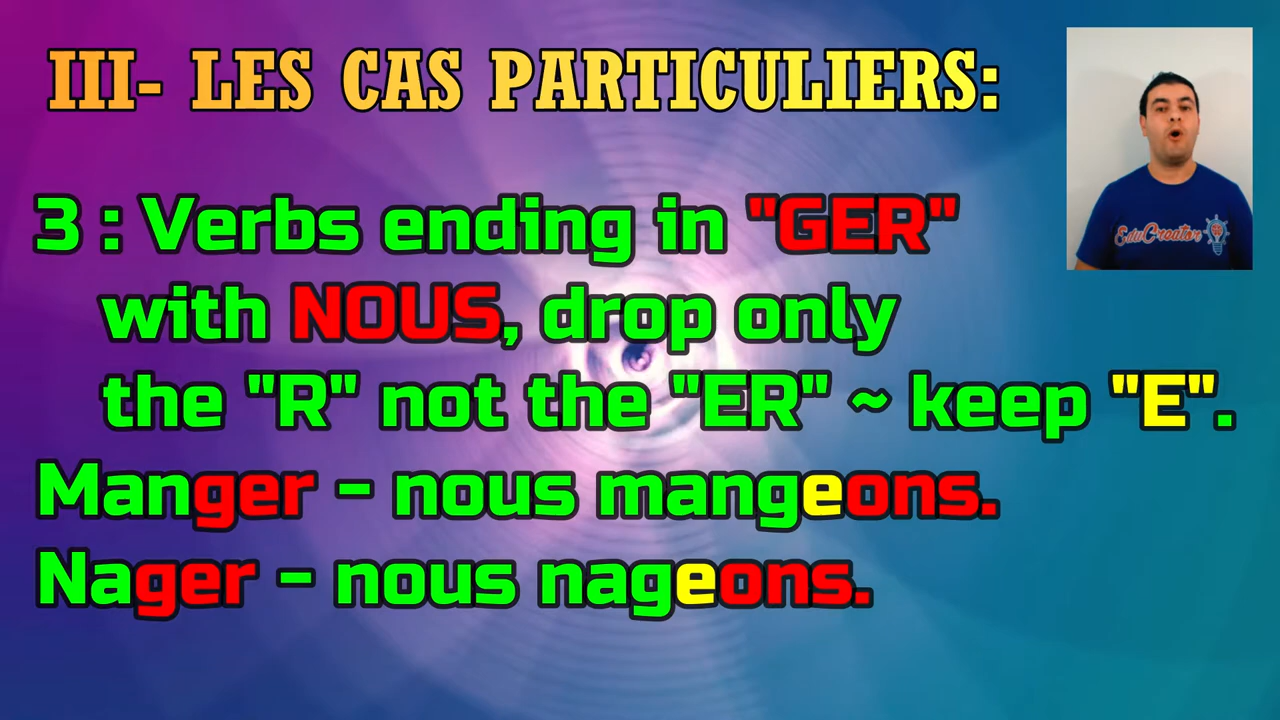 III- LES CAS PARTICULIERS:
EduCreator
3 : Verbs ending in "GER"
with NOUS, drop only
the "R" not the "ER" ~ keep "E".
Manger - nous mangeons.
Nager - nous nageons.